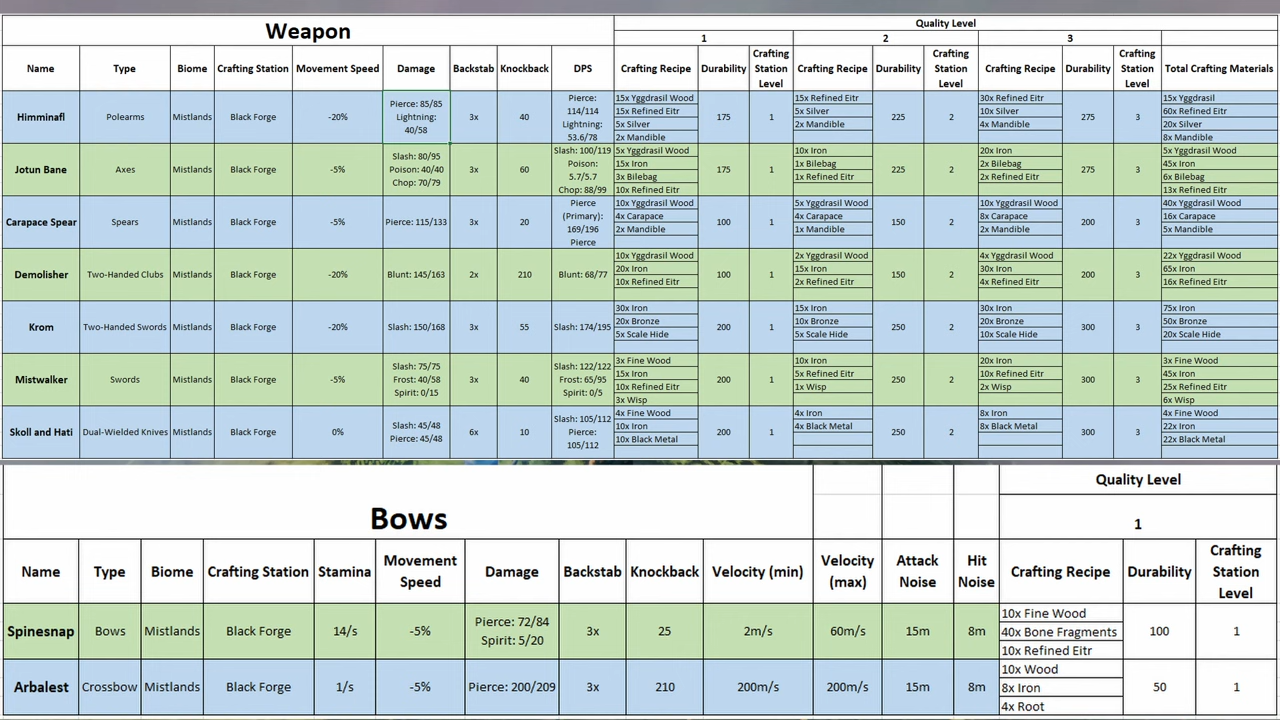 Weapon
Quality Level
1 2 3
Name Type Biome Crafting Station Movement Speed Damage Backstab Knockback DPS Crafting Recipe Durability Crafting Station Level Crafting Recipe Durability Crafting Station Level Crafting Recipe Durability Crafting Station Level Total Crafting Materials
Himminafl Polearms Mistlands Black Forge -20% Pierce: 85/85 Lightning: 40/58 3x 40 Pierce: 114/114 Lightning: 53.6/78 15x Yggdrasil Wood 15x Refined Eitr 5x Silver 2x Mandible 175 1 15x Refined Eitr 5x Silver 2x Mandible 225 2 30x Refined Eitr 10x Silver 4x Mandible 275 3 15x Yggdrasil 60x Refined Eitr 20x Silver 8x Mandible
Jotun Bane Axes Mistlands Black Forge -5% Slash: 80/95 Poison: 40/40 Chop: 70/79 3x 60 Slash: 100/119 Poison: 5.7/5.7 Chop: 88/99 5x Yggdrasil Wood 15x Iron 3x Bilebag 10x Refined Eitr 175 1 10x Iron 1x Bilebag 1x Refined Eitr 225 2 20x Iron 2x Bilebag 2x Refined Eitr 275 3 5x Yggdrasil Wood 45x Iron 6x Bilebag 13x Refined Eitr
Carapace Spear Spears Mistlands Black Forge -5% Pierce: 115/133 3x 20 Pierce (Primary): 169/196 Pierce 10x Yggdrasil Wood 4x Carapace 2x Mandible 100 1 5x Yggdrasil Wood 4x Carapace 1x Mandible 150 2 10x Yggdrasil Wood 8x Carapace 2x Mandible 200 3 40x Yggdrasil Wood 16x Carapace 5x Mandible
Demolisher Two-Handed Clubs Mistlands Black Forge -20% Blunt: 145/163 2x 210 Blunt: 68/77 10x Yggdrasil Wood 20x Iron 10x Refined Eitr 100 1 2x Yggdrasil Wood 15x Iron 2x Refined Eitr 150 2 4x Yggdrasil Wood 30x Iron 4x Refined Eitr 200 3 22x Yggdrasil Wood 65x Iron 16x Refined Eitr
Krom Two-Handed Swords Mistlands Black Forge -20% Slash: 150/168 3x 55 Slash: 174/195 30x Iron 20x Bronze 5x Scale Hide 200 1 15x Iron 10x Bronze 5x Scale Hide 250 2 30x Iron 20x Bronze 10x Scale Hide 300 3 75x Iron 50x Bronze 20x Scale Hide
Mistwalker Swords Mistlands Black Forge -5% Slash: 75/75 Frost: 40/58 Spirit: 0/15 3x 40 Slash: 122/122 Frost: 65/95 Spirit: 0/5 3x Fine Wood 15x Iron 10x Refined Eitr 3x Wisp 200 1 10x Iron 5x Refined Eitr 1x Wisp 250 2 20x Iron 10x Refined Eitr 2x Wisp 300 3 3x Fine Wood 45x Iron 25x Refined Eitr 6x Wisp
Skoll and Hati Dual-Wielded Knives Mistlands Black Forge 0% Slash: 45/48 Pierce: 45/48 6x 10 Slash: 105/112 Pierce: 105/112 4x Fine Wood 10x Iron 10x Black Metal 200 1 4x Iron 4x Black Metal 250 2 8x Iron 8x Black Metal 300 3 4x Fine Wood 22x Iron 22x Black Metal
Bows
Quality Level
1
Name Type Biome Crafting Station Stamina Movement Speed Damage Backstab Knockback Velocity (min) Velocity (max) Attack Noise Hit Noise Crafting Recipe Durability Crafting Station Level
Spinesnap Bows Mistlands Black Forge 14/s -5% Pierce: 72/84 Spirit: 5/20 3x 25 2m/s 60m/s 15m 8m 10x Fine Wood 40x Bone Fragments 10x Refined Eitr 100 1
Arbalest Crossbow Mistlands Black Forge 1/s -5% Pierce: 200/209 3x 210 200m/s 200m/s 15m 8m 10x Wood 8x Iron 4x Root 50 1